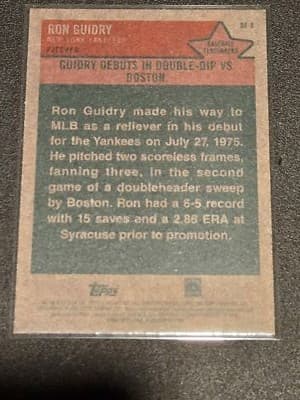 RON GUIDRY
NEW YORK YANKEES
PITCHER
BASEBALL
GUIDRY DEBUTS IN DOUBLE-DIP VS.
BOSTON
Ron Guidry made his way to
MLB as a reliever in his debut
for the Yankees on July 27, 1975.
He pitched two scoreless frames,
fanning three, in the second
game of a doubleheader sweep
by Boston. Ron had a 6-5 record
with 15 saves and a 2.86 ERA at
Syracuse prior to promotion.
Topps